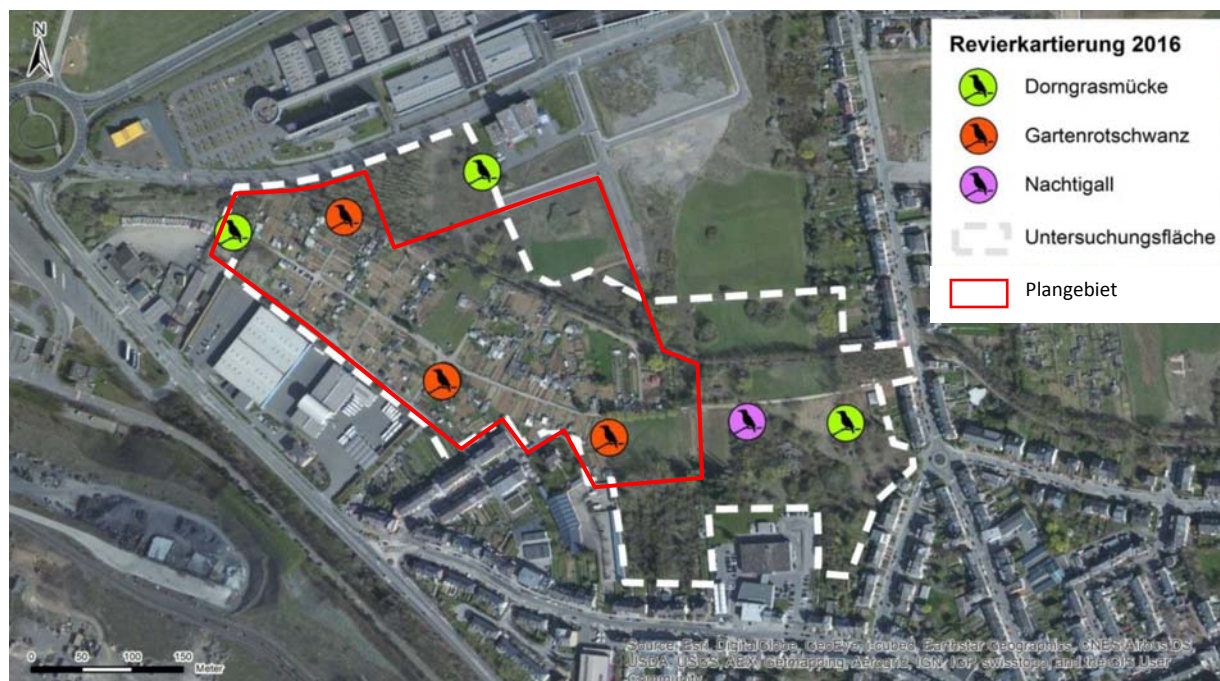 N
Revierkartierung 2016
Dorngrasmücke
Gartenrotschwanz
Nachtigall
Untersuchungsfläche
Plangebiet
0 50 100 150
Meter
Source: Esri, DigitalGlobe, GeoEye, i-cubed, Earthstar Geographics, CNES/Airbus DS,
USDA, USGS, AEX, Getmapping, Aerogrid, IGN, IGP, swisstopo, and the GIS User
Community